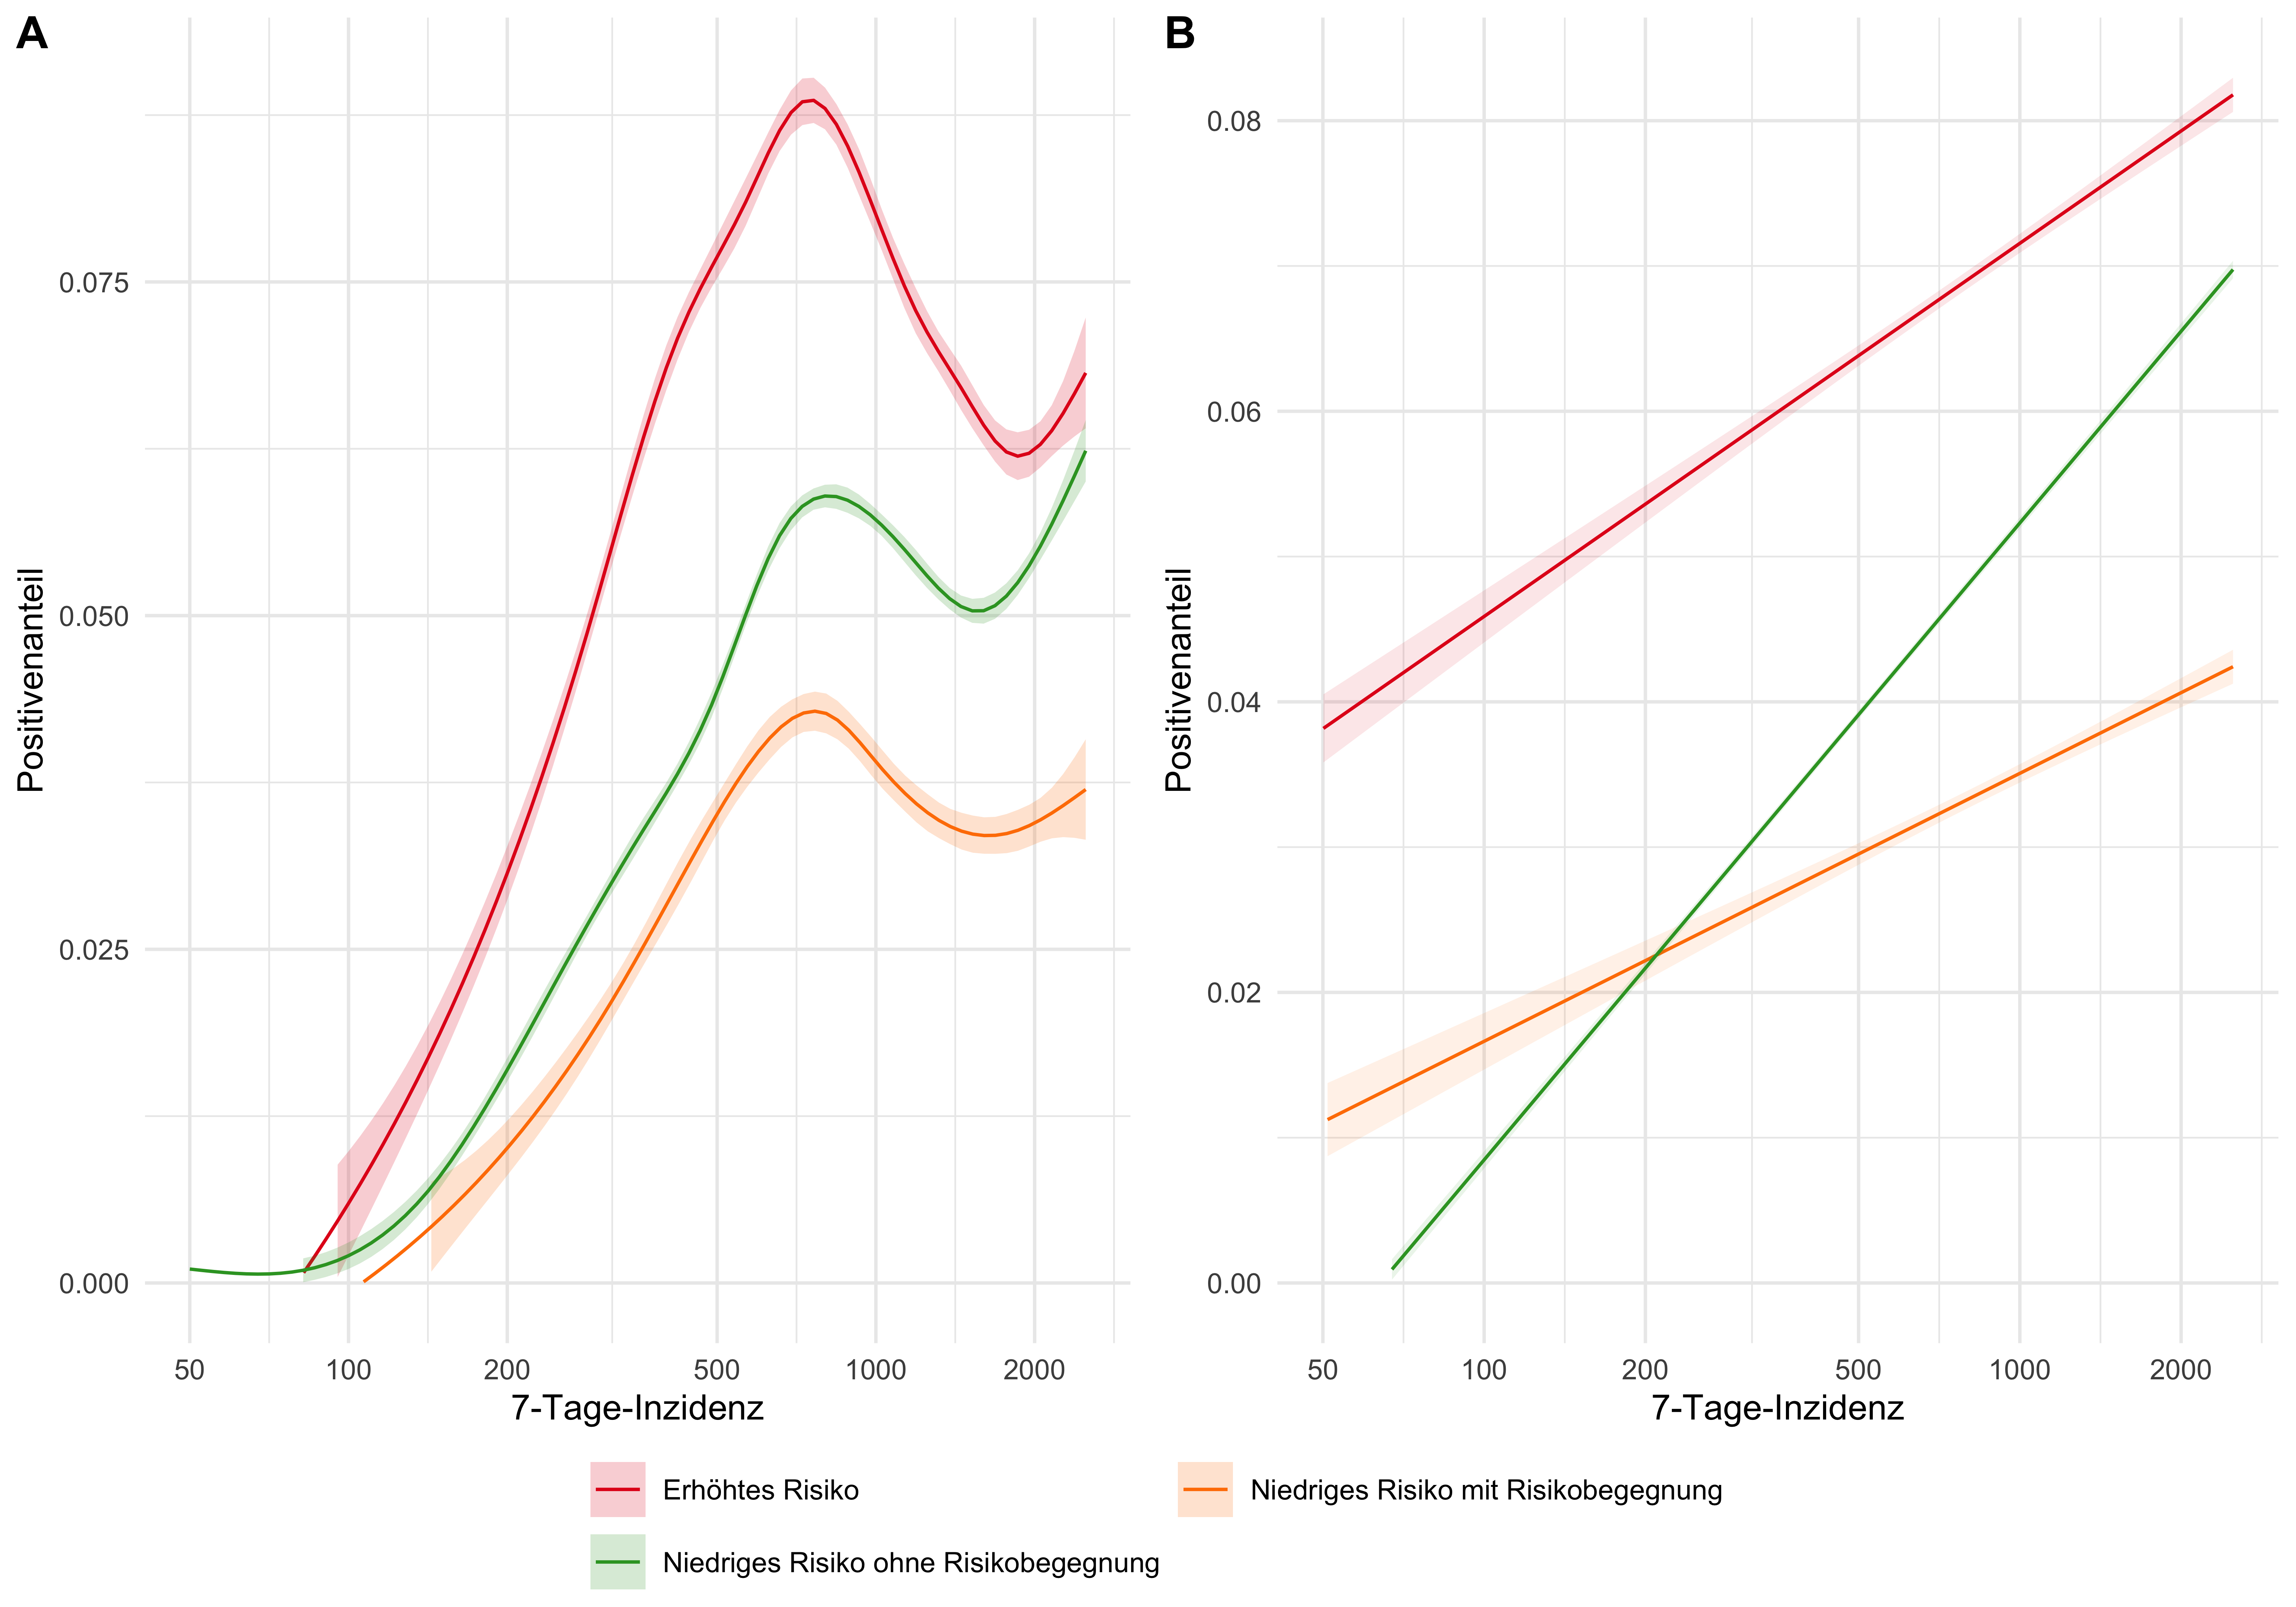 A
Positivenanteil
0.075
0.050
0.025
0.000
50 100 200 500 1000 2000
7-Tage-Inzidenz
B
Positivenanteil
0.08
0.06
0.04
0.02
0.00
50 100 200 500 1000 2000
7-Tage-Inzidenz
Erhöhtes Risiko
Niedriges Risiko mit Risikobegegnung
Niedriges Risiko ohne Risikobegegnung